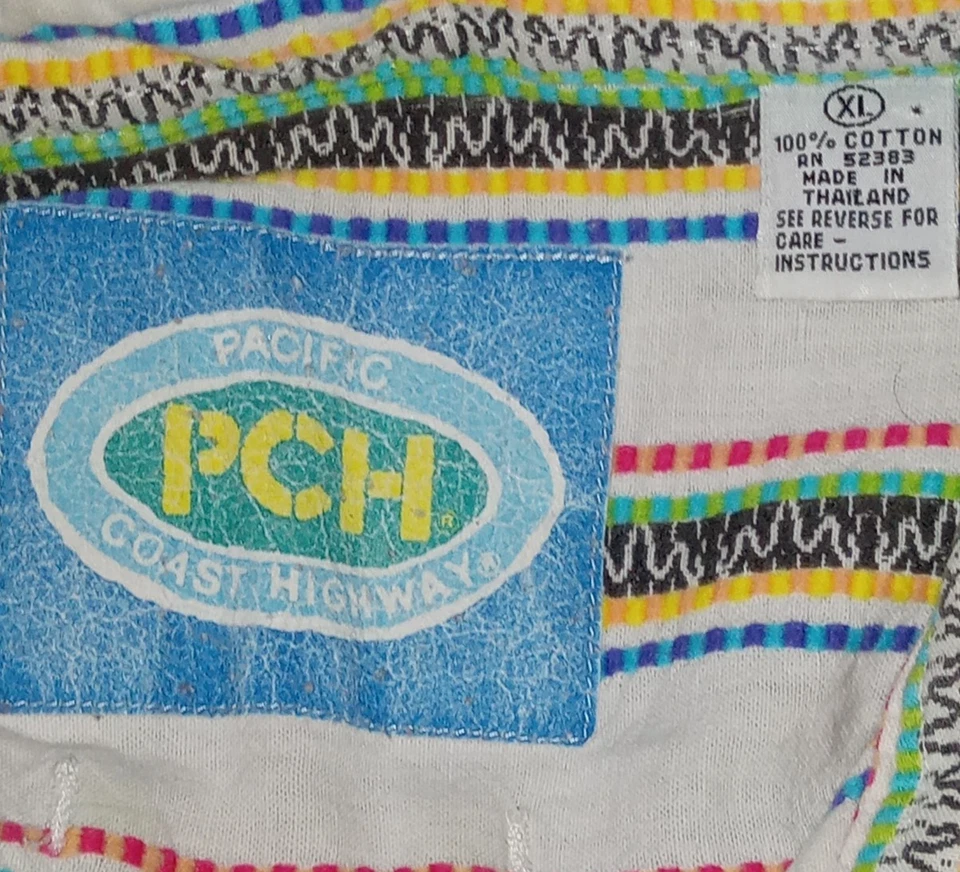 PACIFIC
PCH®
COAST HIGHWAY®
XL
100% COTTON
RN 52383
MADE IN
THAILAND
SEE REVERSE FOR
CARE -
INSTRUCTIONS